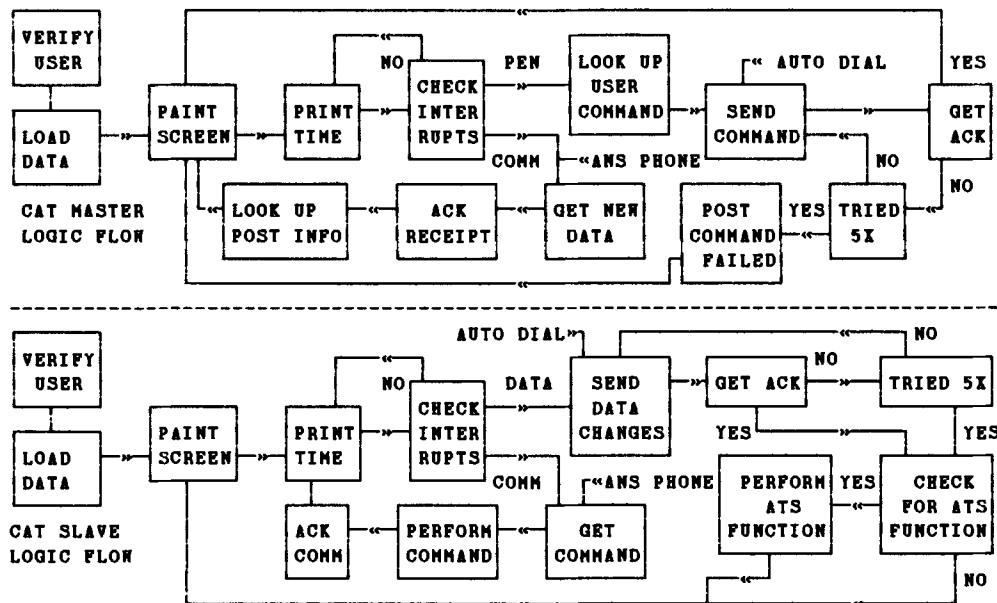 VERIFY
USER
LOAD
DATA
CAT MASTER
LOGIC FLOW
PAINT
SCREEN
PRINT
TIME
NO
CHECK
INTER
RUPTS
PEN
COMM
LOOK UP
USER
COMMAND
AUTO DIAL
SEND
COMMAND
YES
GET
ACK
NO
NO
TRIED
5X
YES
POST
COMMAND
FAILED
ANS PHONE
GET NEW
DATA
ACK
RECEIPT
LOOK UP
POST INFO
VERIFY
USER
LOAD
DATA
CAT SLAVE
LOGIC FLOW
PAINT
SCREEN
PRINT
TIME
NO
CHECK
INTER
RUPTS
DATA
COMM
AUTO DIAL
SEND
DATA
CHANGES
GET ACK
NO
NO
TRIED 5X
YES
YES
CHECK
FOR ATS
FUNCTION
YES
PERFORM
ATS
FUNCTION
NO
ANS PHONE
GET
COMMAND
PERFORM
COMMAND
ACK
COMM